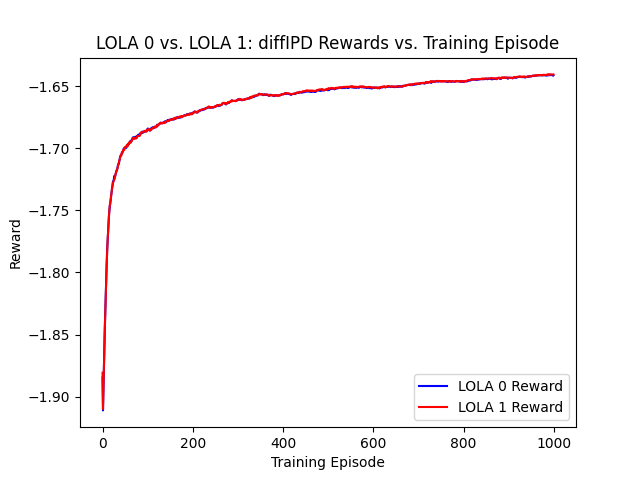 LOLA 0 vs. LOLA 1: diffIPD Rewards vs. Training Episode
−1.65
−1.70
−1.75
−1.80
−1.85
−1.90
Reward
LOLA 0 Reward
LOLA 1 Reward
0 200 400 600 800 1000
Training Episode